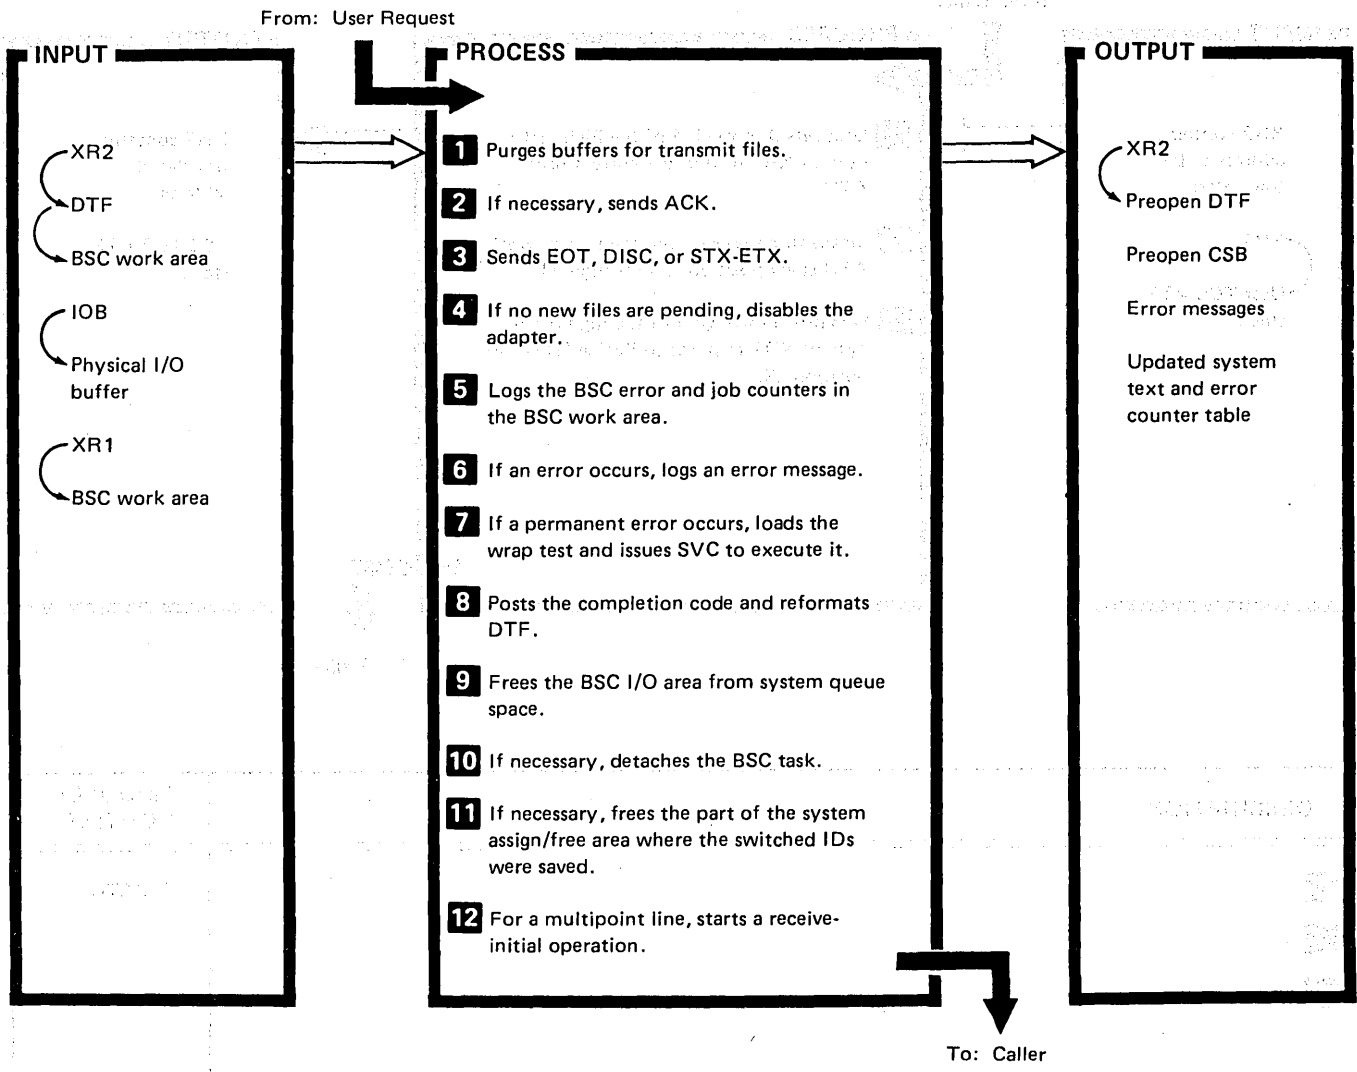 From: User Request
INPUT
XR2
DTF
BSC work area
IOB
Physical I/O
buffer
XR1
BSC work area
PROCESS
1 Purges buffers for transmit files.
2 If necessary, sends ACK.
3 Sends EOT, DISC, or STX-ETX.
4 If no new files are pending, disables the
adapter.
5 Logs the BSC error and job counters in
the BSC work area.
6 If an error occurs, logs an error message.
7 If a permanent error occurs, loads the
wrap test and issues SVC to execute it.
8 Posts the completion code and reformats
DTF.
9 Frees the BSC I/O area from system queue
space.
10 If necessary, detaches the BSC task.
11 If necessary, frees the part of the system
assign/free area where the switched IDs
were saved.
12 For a multipoint line, starts a receive-
initial operation.
OUTPUT
XR2
Preopen DTF
Preopen CSB
Error messages
Updated system
text and error
counter table
To: Caller